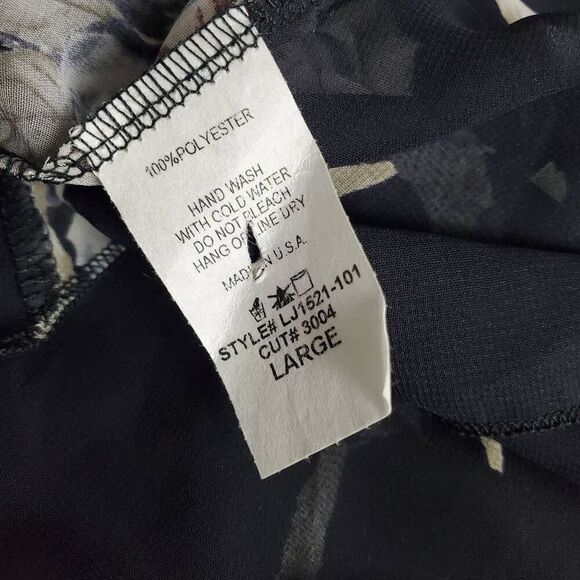 100%POLYESTER
HAND WASH
WITH COLD WATER
DO NOT BLEACH
HANG OR LINE DRY
MADE IN U.S.A.
STYLE# LJ1521-101
CUT# 3004
LARGE